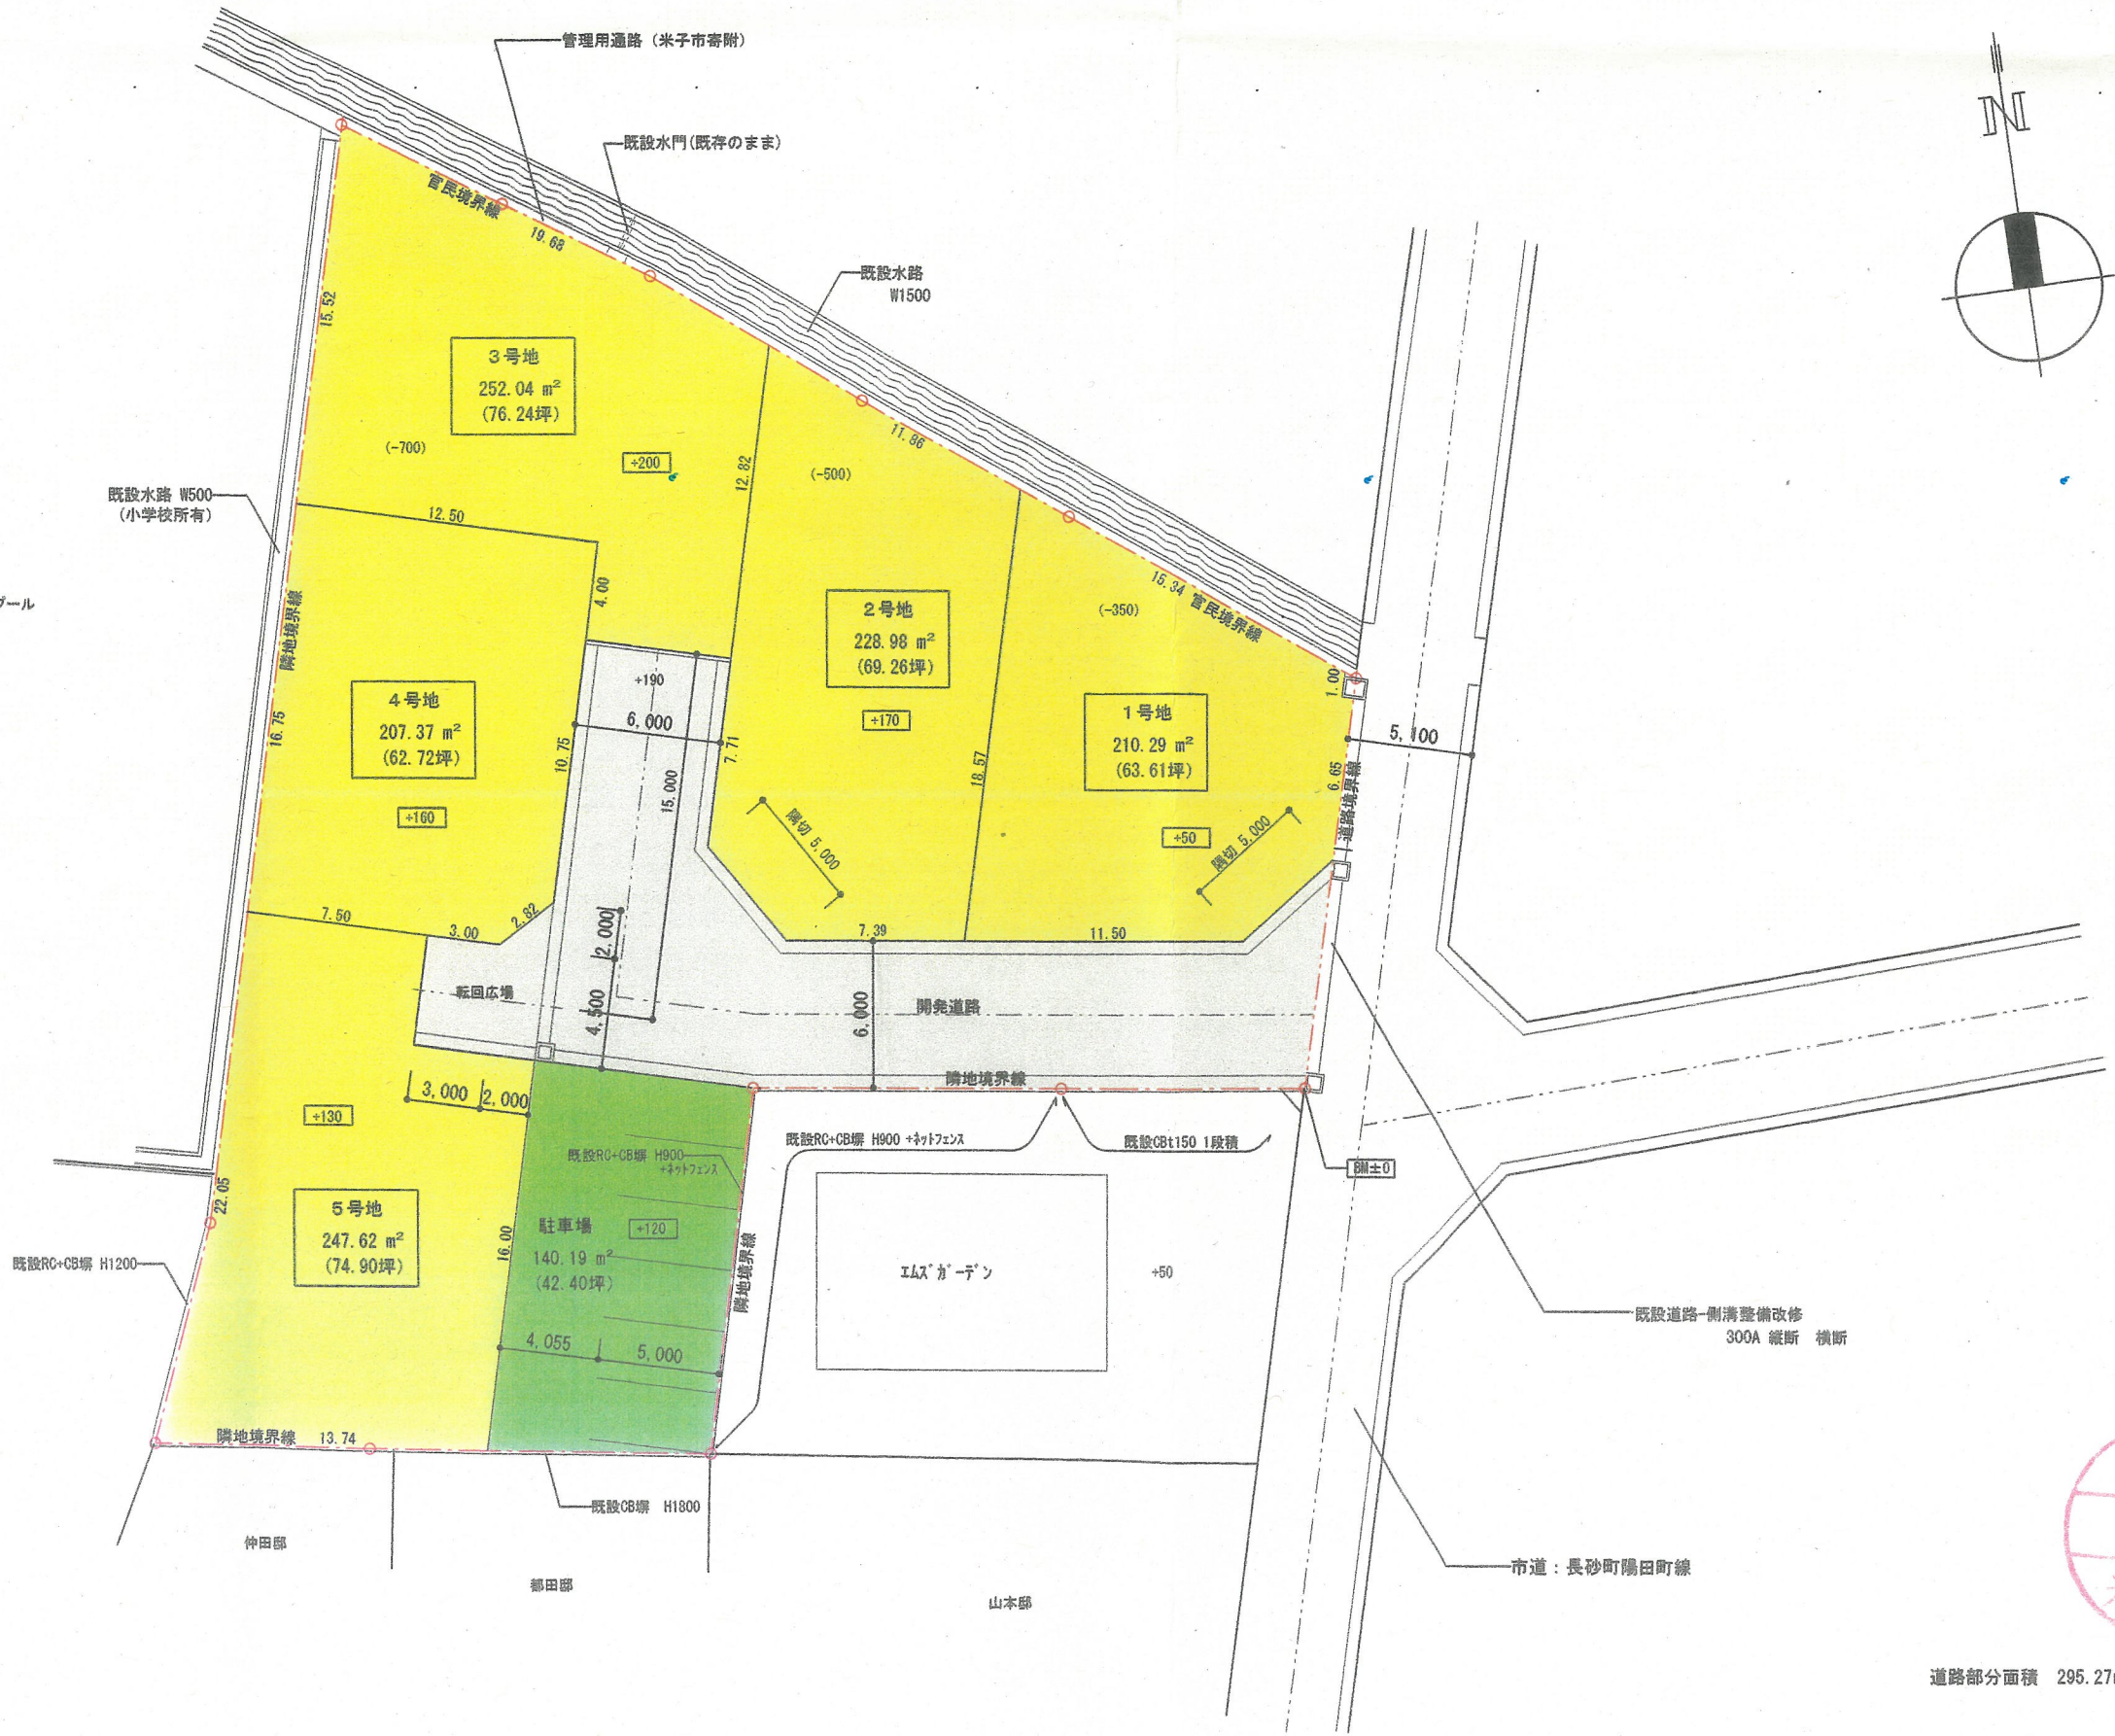 管理用通路 (米子市寄附)
既設水門(既存のまま)
N
官民境界線
19.68
既設水路
W1500
15.52
3号地
252.04 m²
(76.24坪)
(-700)
+200
12.82
11.86
(-500)
既設水路 W500
(小学校所有)
12.50
4.00
プール
隣地境界線
2号地
228.98 m²
(69.26坪)
+170
15.34
官民境界線
(-350)
1.00
4号地
207.37 m²
(62.72坪)
+160
16.75
+190
6,000
10.75
7.71
15,000
18.57
1号地
210.29 m²
(63.61坪)
+50
5,100
6.65
道路境界線
隅切 5,000
隅切 5,000
7.50
3.00
2.82
2,000
7.39
11.50
転回広場
4,500
6,000
開発道路
隣地境界線
3,000
2,000
+130
既設RC+CB塀 H900 +ネットフェンス
既設CBt150 1段積
BM±0
既設RC+CB塀 H900
+ネットフェンス
22.05
5号地
247.62 m²
(74.90坪)
16.00
駐車場
+120
140.19 m²
(42.40坪)
隣地境界線
エムズガーデン
+50
既設RC+CB塀 H1200
4,055
5,000
既設道路-側溝整備改修
300A 縦断 横断
隣地境界線
13.74
既設CB塀 H1800
仲田邸
都田邸
山本邸
市道：長砂町陽田町線
道路部分面積 295.27